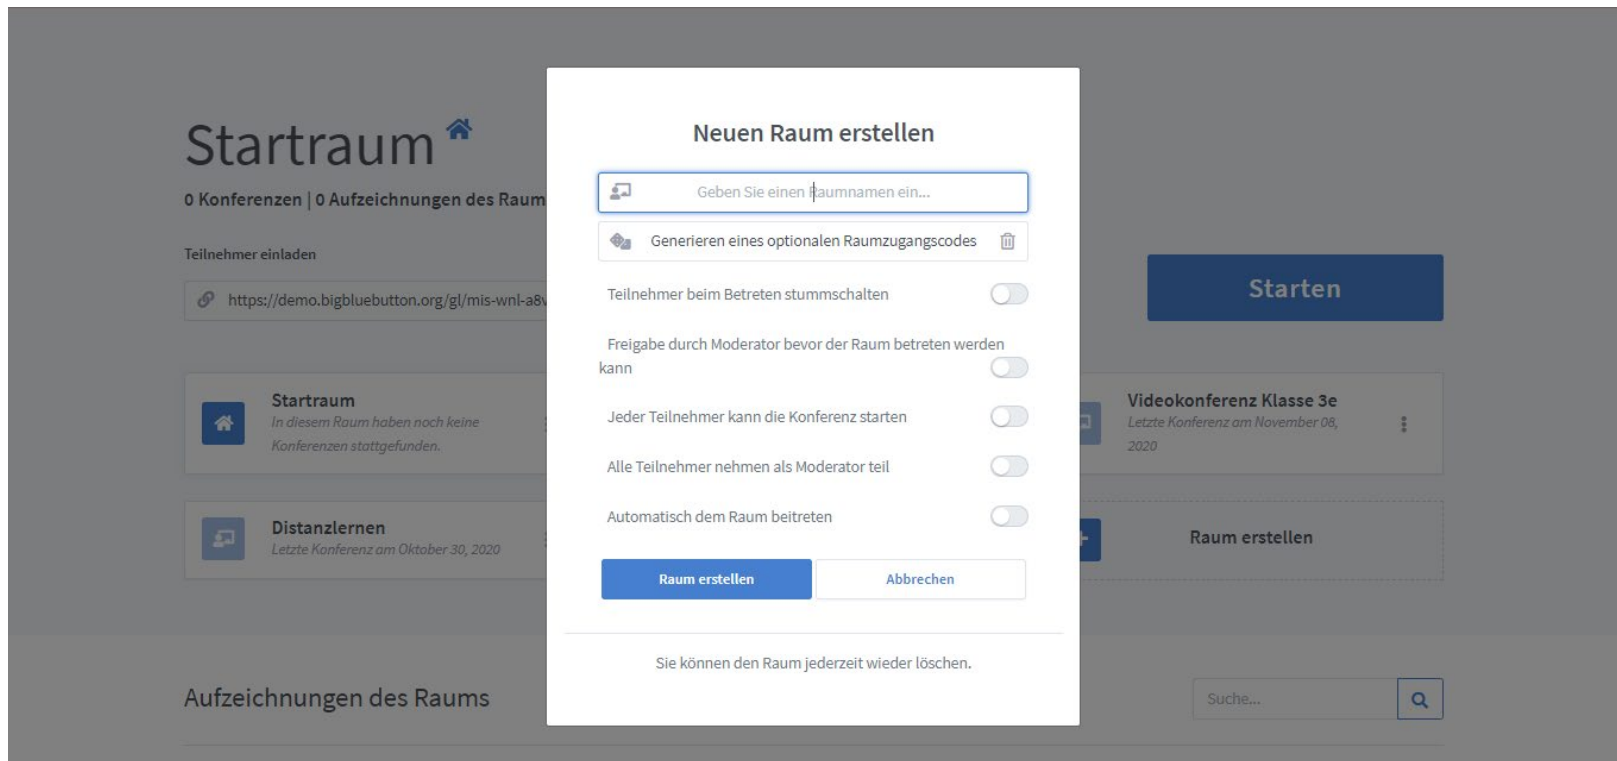 Startraum
0 Konferenzen | 0 Aufzeichnungen des Raum
Teilnehmer einladen
https://demo.bigbluebutton.org/gl/mis-wnl-a8v
Starten
Startraum
In diesem Raum haben noch keine
Konferenzen stattgefunden.
Videokonferenz Klasse 3e
Letzte Konferenz am November 08,
2020
Distanzlernen
Letzte Konferenz am Oktober 30, 2020
Raum erstellen
Aufzeichnungen des Raums
Suche...
Neuen Raum erstellen
Geben Sie einen Raumnamen ein...
Generieren eines optionalen Raumzugangscodes
Teilnehmer beim Betreten stummschalten
Freigabe durch Moderator bevor der Raum betreten werden
kann
Jeder Teilnehmer kann die Konferenz starten
Alle Teilnehmer nehmen als Moderator teil
Automatisch dem Raum beitreten
Raum erstellen
Abbrechen
Sie können den Raum jederzeit wieder löschen.